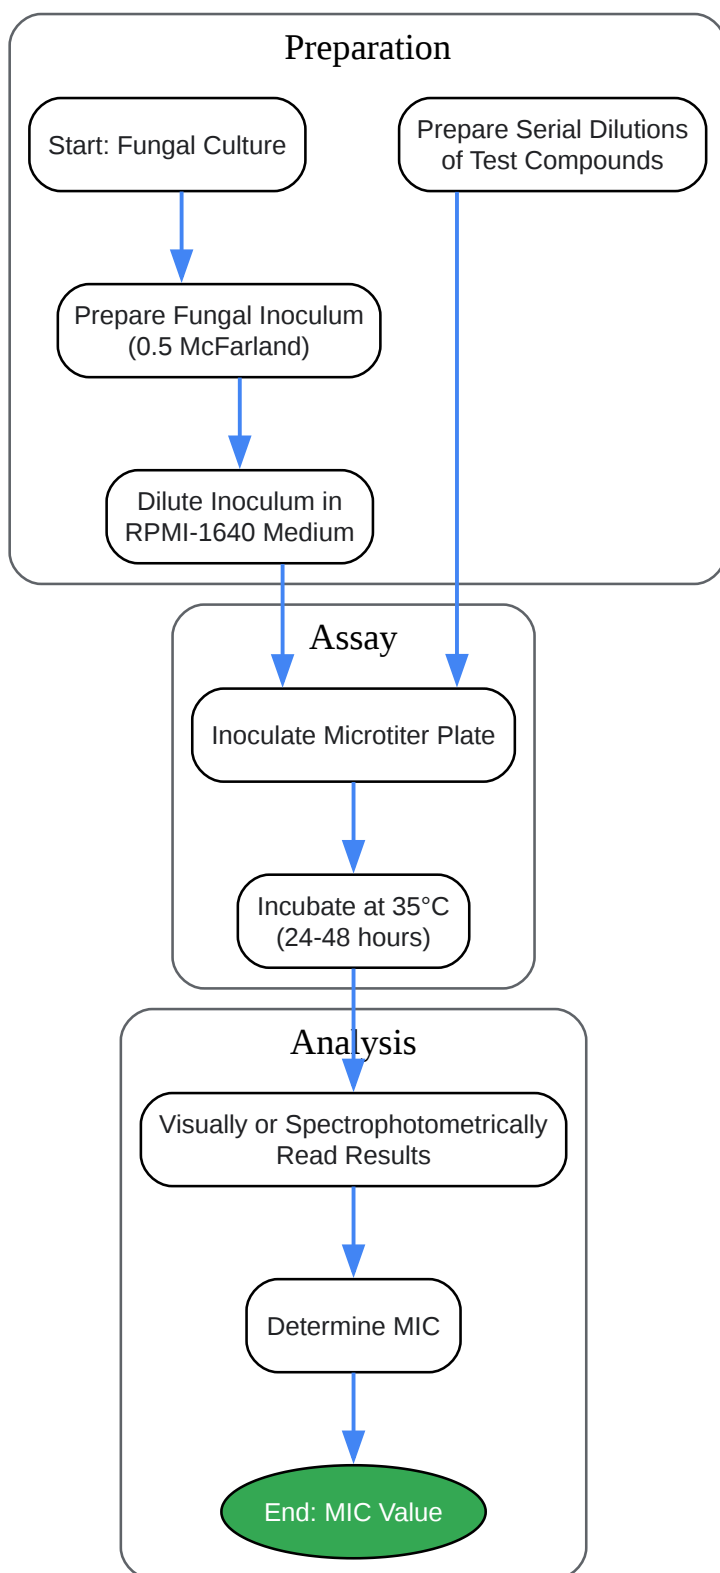 Preparation
Start: Fungal Culture
Prepare Serial Dilutions
of Test Compounds
Prepare Fungal Inoculum
(0.5 McFarland)
Dilute Inoculum in
RPMI-1640 Medium
Assay
Inoculate Microtiter Plate
Incubate at 35°C
(24-48 hours)
Analysis
Visually or Spectrophotometrically
Read Results
Determine MIC
End: MIC Value